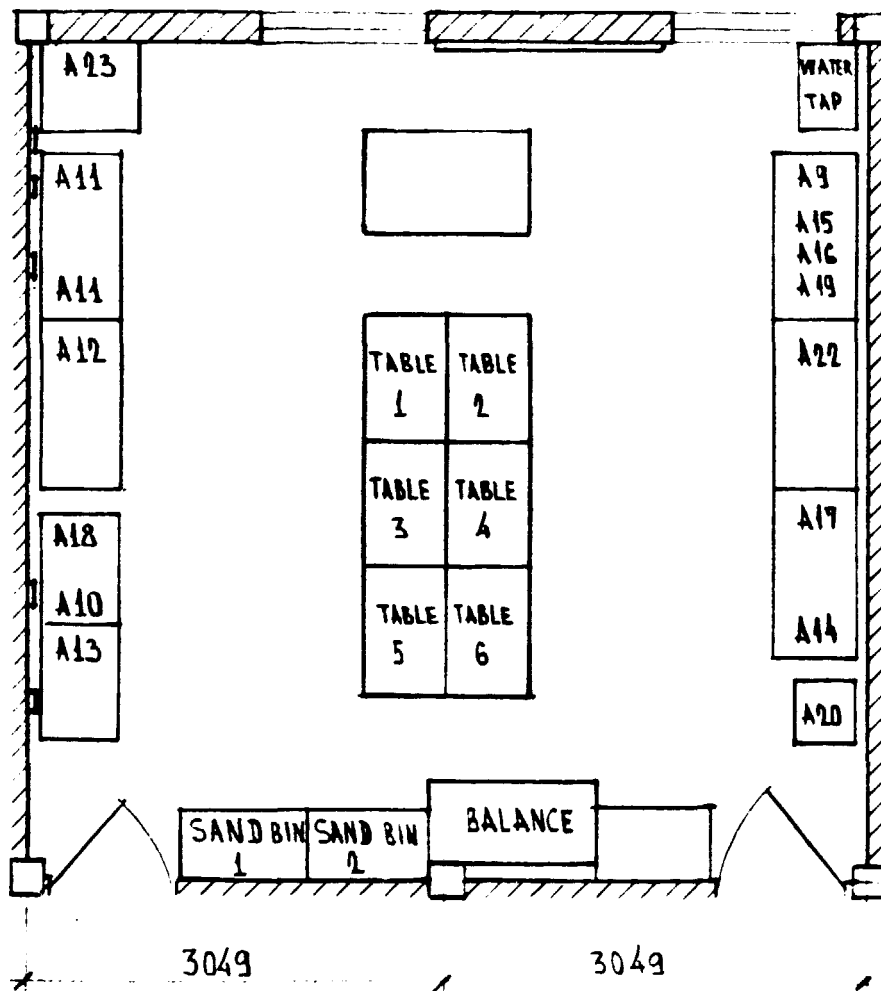 A23
WATER
TAP
A11
A9
A15
A16
A19
A11
A12
A22
TABLE
1
TABLE
2
TABLE
3
TABLE
4
A18
A17
A10
A13
TABLE
5
TABLE
6
A14
A20
SAND BIN
1
SAND BIN
2
BALANCE
3049
3049